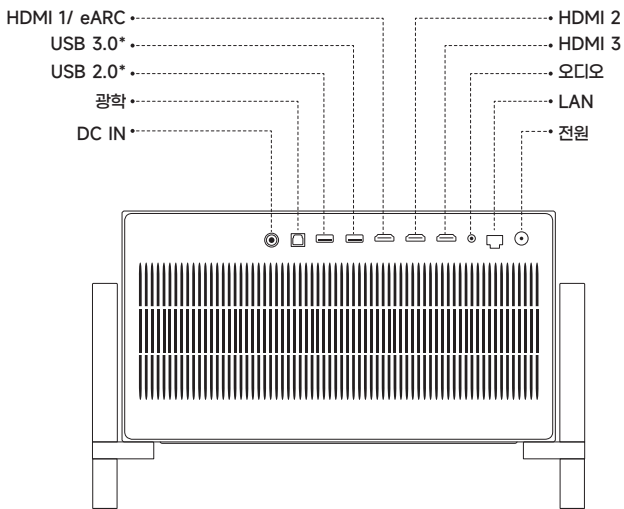 HDMI 1/ eARC
USB 3.0*
USB 2.0*
광학
DC IN
HDMI 2
HDMI 3
오디오
LAN
전원